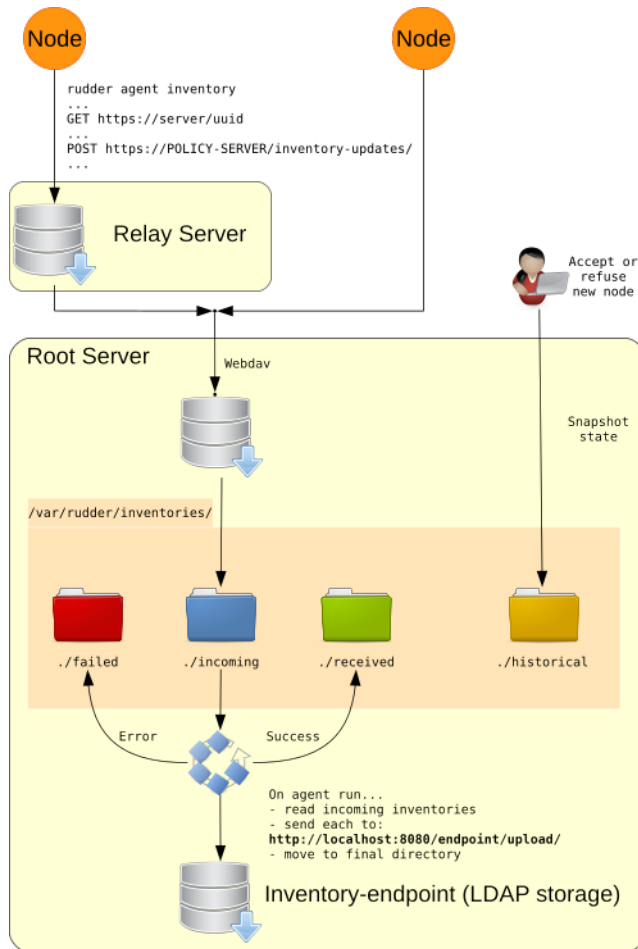 Node
Node
rudder agent inventory
...
GET https://server/uuid
...
POST https://POLICY-SERVER/inventory-updates/
...
Relay Server
Accept or
refuse
new node
Root Server
Webdav
Snapshot
state
/var/rudder/inventories/
./failed
./incoming
./received
./historical
Error
Success
On agent run...
- read incoming inventories
- send each to:
http://localhost:8080/endpoint/upload/
- move to final directory
Inventory-endpoint (LDAP storage)